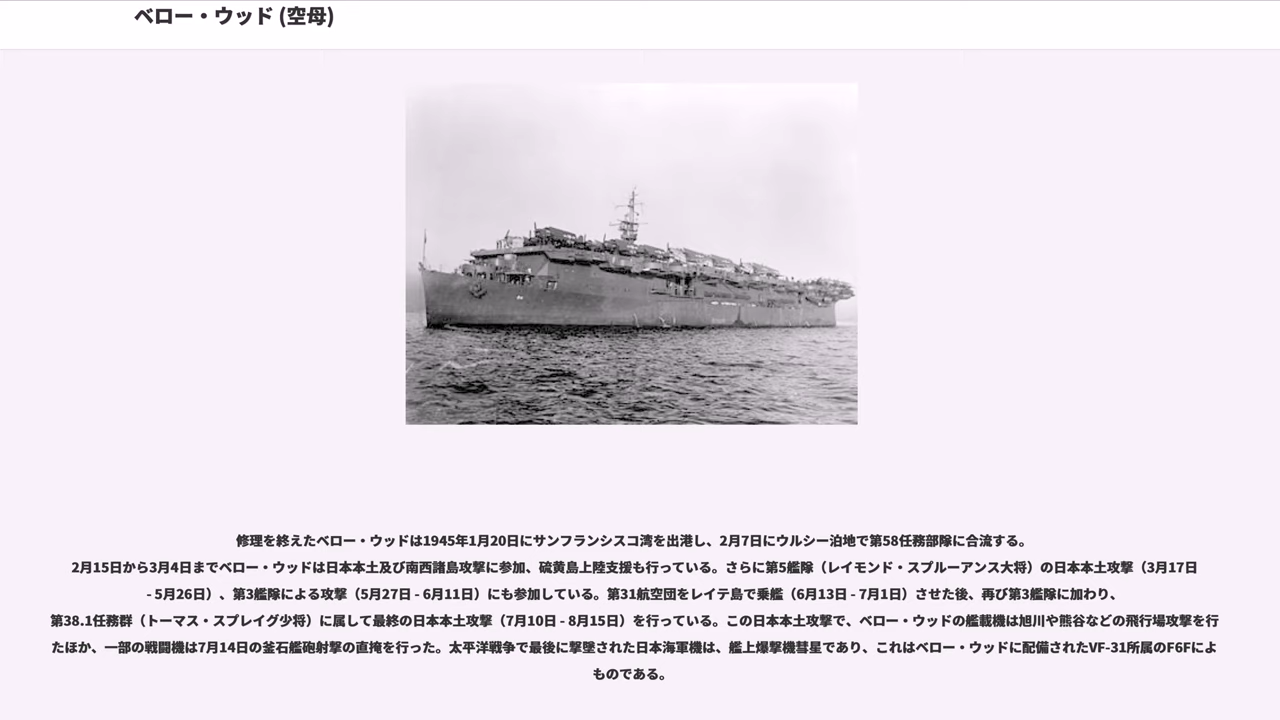 ベロー・ウッド (空母)
修理を終えたベロー・ウッドは1945年1月20日にサンフランシスコ湾を出港し、2月7日にウルシー泊地で第58任務部隊に合流する。
2月15日から3月4日までベロー・ウッドは日本本土及び南西諸島攻撃に参加、硫黄島上陸支援も行っている。さらに第5艦隊（レイモンド・スプルーアンス大将）の日本本土攻撃（3月17日
- 5月26日）、第3艦隊による攻撃（5月27日 - 6月11日）にも参加している。第31航空団をレイテ島で乗艦（6月13日 - 7月1日）させた後、再び第3艦隊に加わり、
第38.1任務群（トーマス・スプレイグ少将）に属して最終の日本本土攻撃（7月10日 - 8月15日）を行っている。この日本本土攻撃で、ベロー・ウッドの艦載機は旭川や熊谷などの飛行場攻撃を行
たほか、一部の戦闘機は7月14日の釜石艦砲射撃の直掩を行った。太平洋戦争で最後に撃墜された日本海軍機は、艦上爆撃機彗星であり、これはベロー・ウッドに配備されたVF-31所属のF6Fによ
ものである。